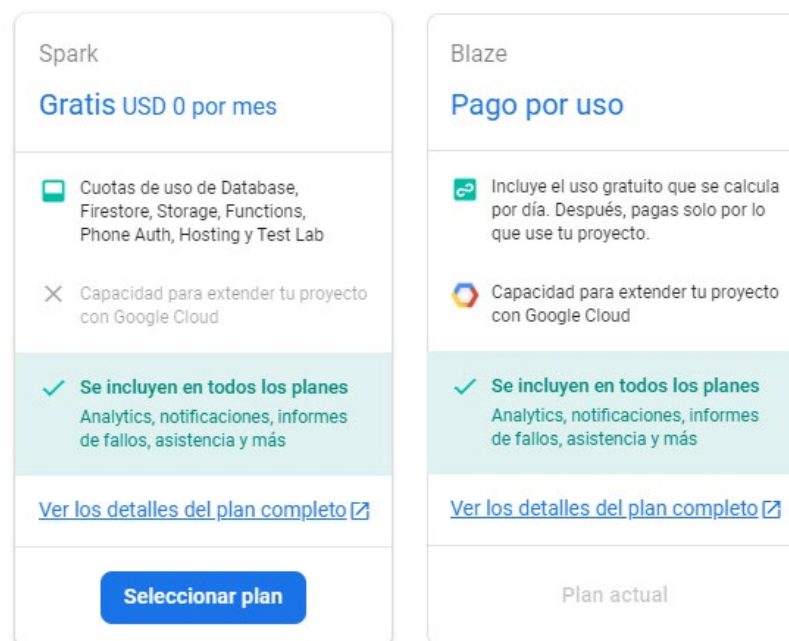 Spark
Gratis USD 0 por mes
Cuotas de uso de Database,
Firestore, Storage, Functions,
Phone Auth, Hosting y Test Lab
Capacidad para extender tu proyecto
con Google Cloud
Se incluyen en todos los planes
Analytics, notificaciones, informes
de fallos, asistencia y más
Ver los detalles del plan completo
Seleccionar plan
Blaze
Pago por uso
Incluye el uso gratuito que se calcula
por día. Después, pagas solo por lo
que use tu proyecto.
Capacidad para extender tu proyecto
con Google Cloud
Se incluyen en todos los planes
Analytics, notificaciones, informes
de fallos, asistencia y más
Ver los detalles del plan completo
Plan actual